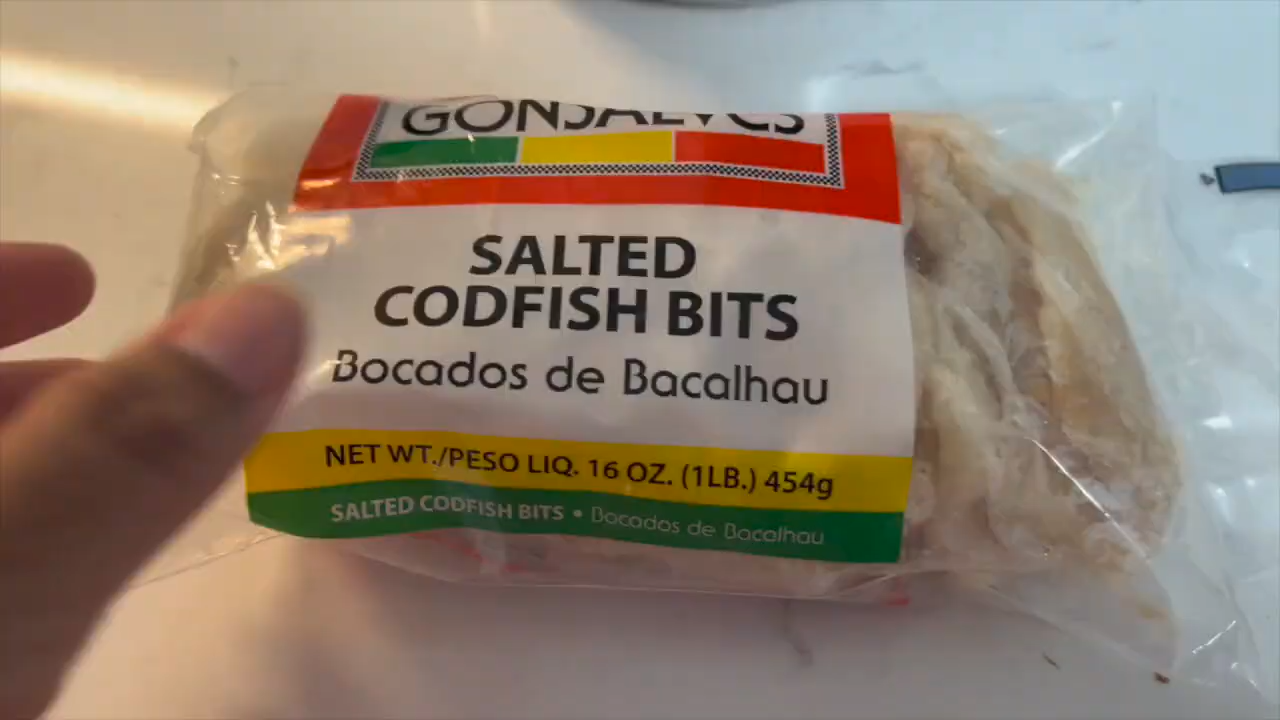 GONSALVES
SALTED
CODFISH BITS
Bocados de Bacalhau
NET WT./PESO LIQ. 16 OZ. (1LB.) 454g
SALTED CODFISH BITS • Bocados de Bacalhau